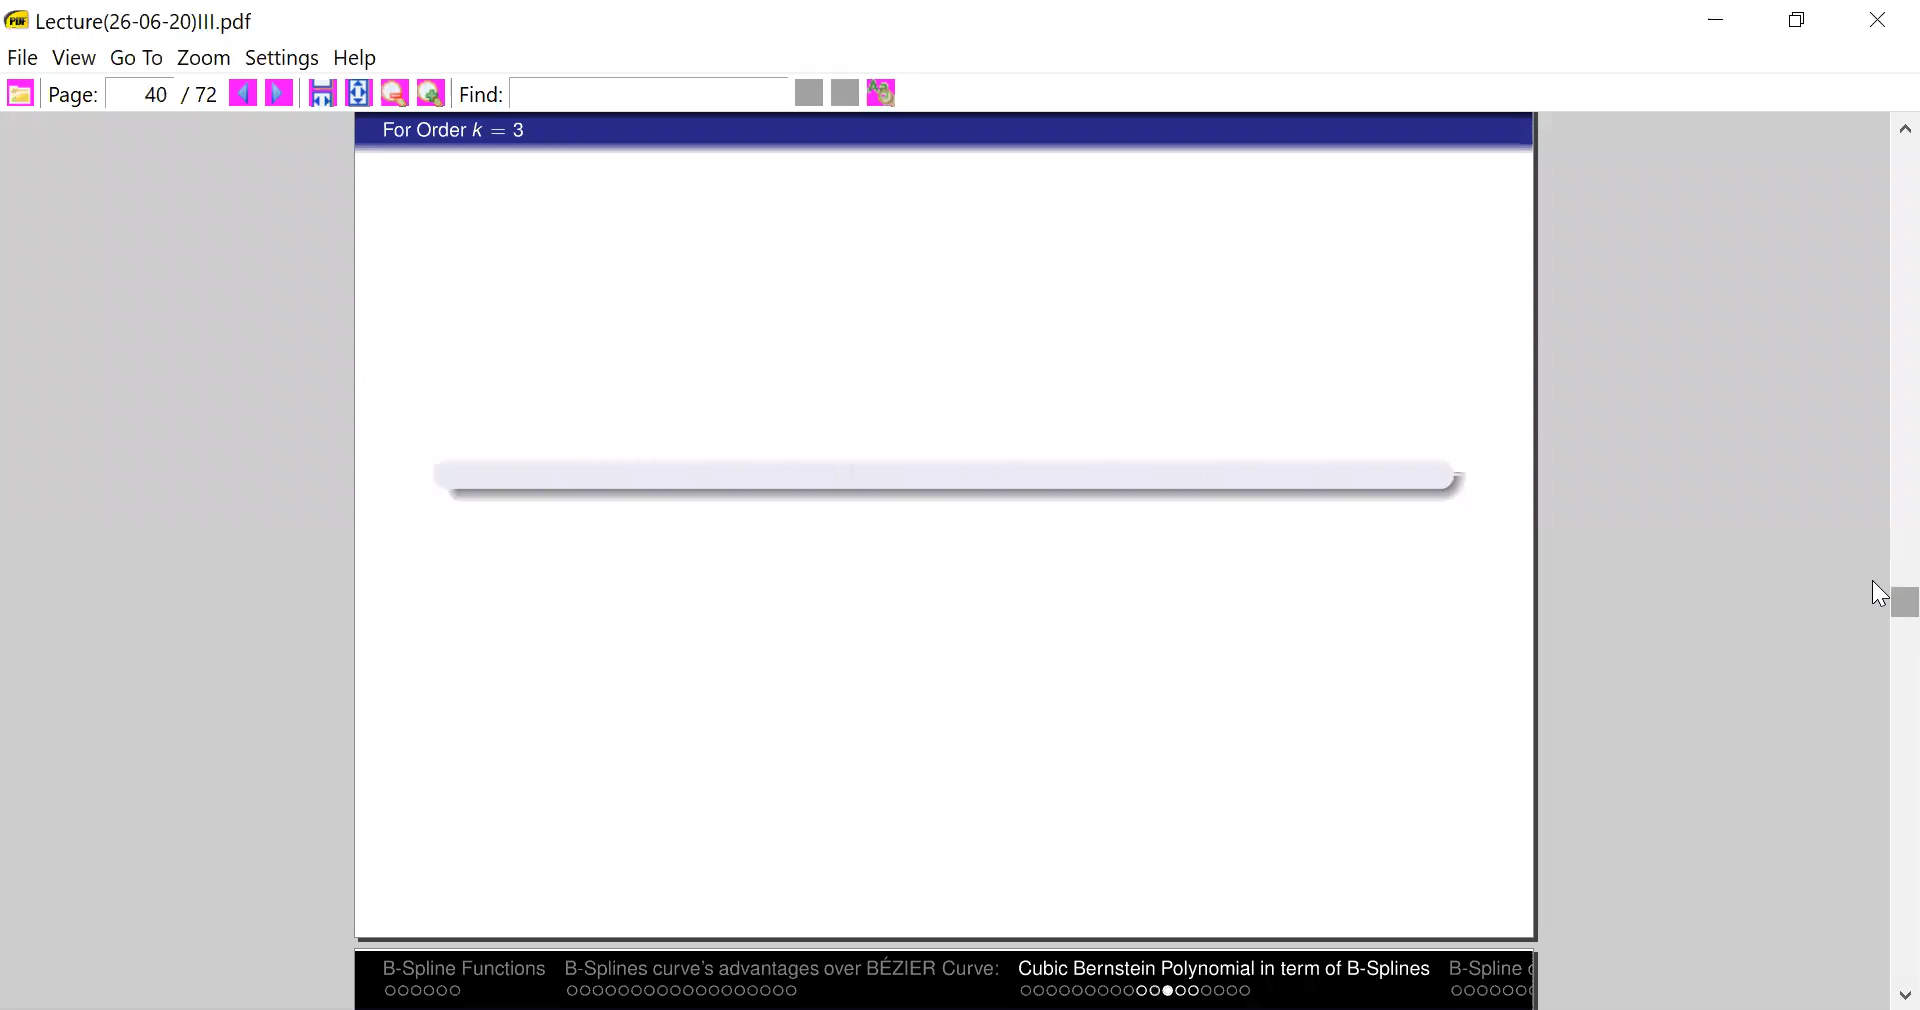 Lecture(26-06-20)III.pdf
File View Go To Zoom Settings Help
Page: 40 / 72 Find:
For Order k = 3
B-Spline Functions B-Splines curve's advantages over BÉZIER Curve: Cubic Bernstein Polynomial in term of B-Splines B-Spline